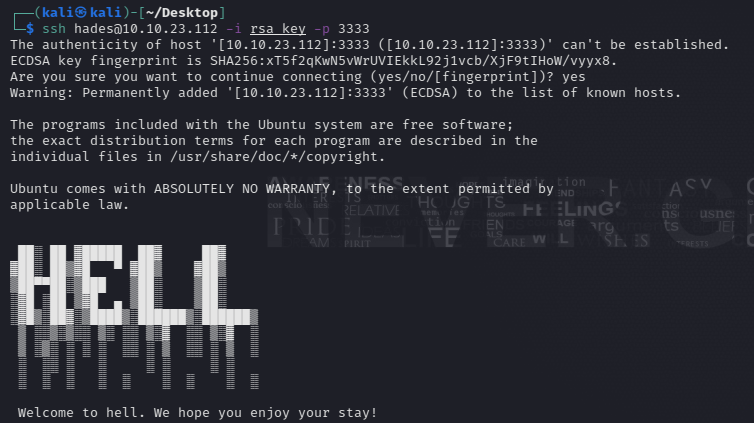 ┌──(kali㉿kali)-[~/Desktop]
└─$ ssh hades@10.10.23.112 -i rsa_key -p 3333
The authenticity of host '[10.10.23.112]:3333 ([10.10.23.112]:3333)' can't be established.
ECDSA key fingerprint is SHA256:xT5f2qKwN5vWrUVIEkkL92j1vcb/XjF9tIHoW/vyyx8.
Are you sure you want to continue connecting (yes/no/[fingerprint])? yes
Warning: Permanently added '[10.10.23.112]:3333' (ECDSA) to the list of known hosts.
The programs included with the Ubuntu system are free software;
the exact distribution terms for each program are described in the
individual files in /usr/share/doc/*/copyright.
Ubuntu comes with ABSOLUTELY NO WARRANTY, to the extent permitted by
applicable law.
HELL
Welcome to hell. We hope you enjoy your stay!